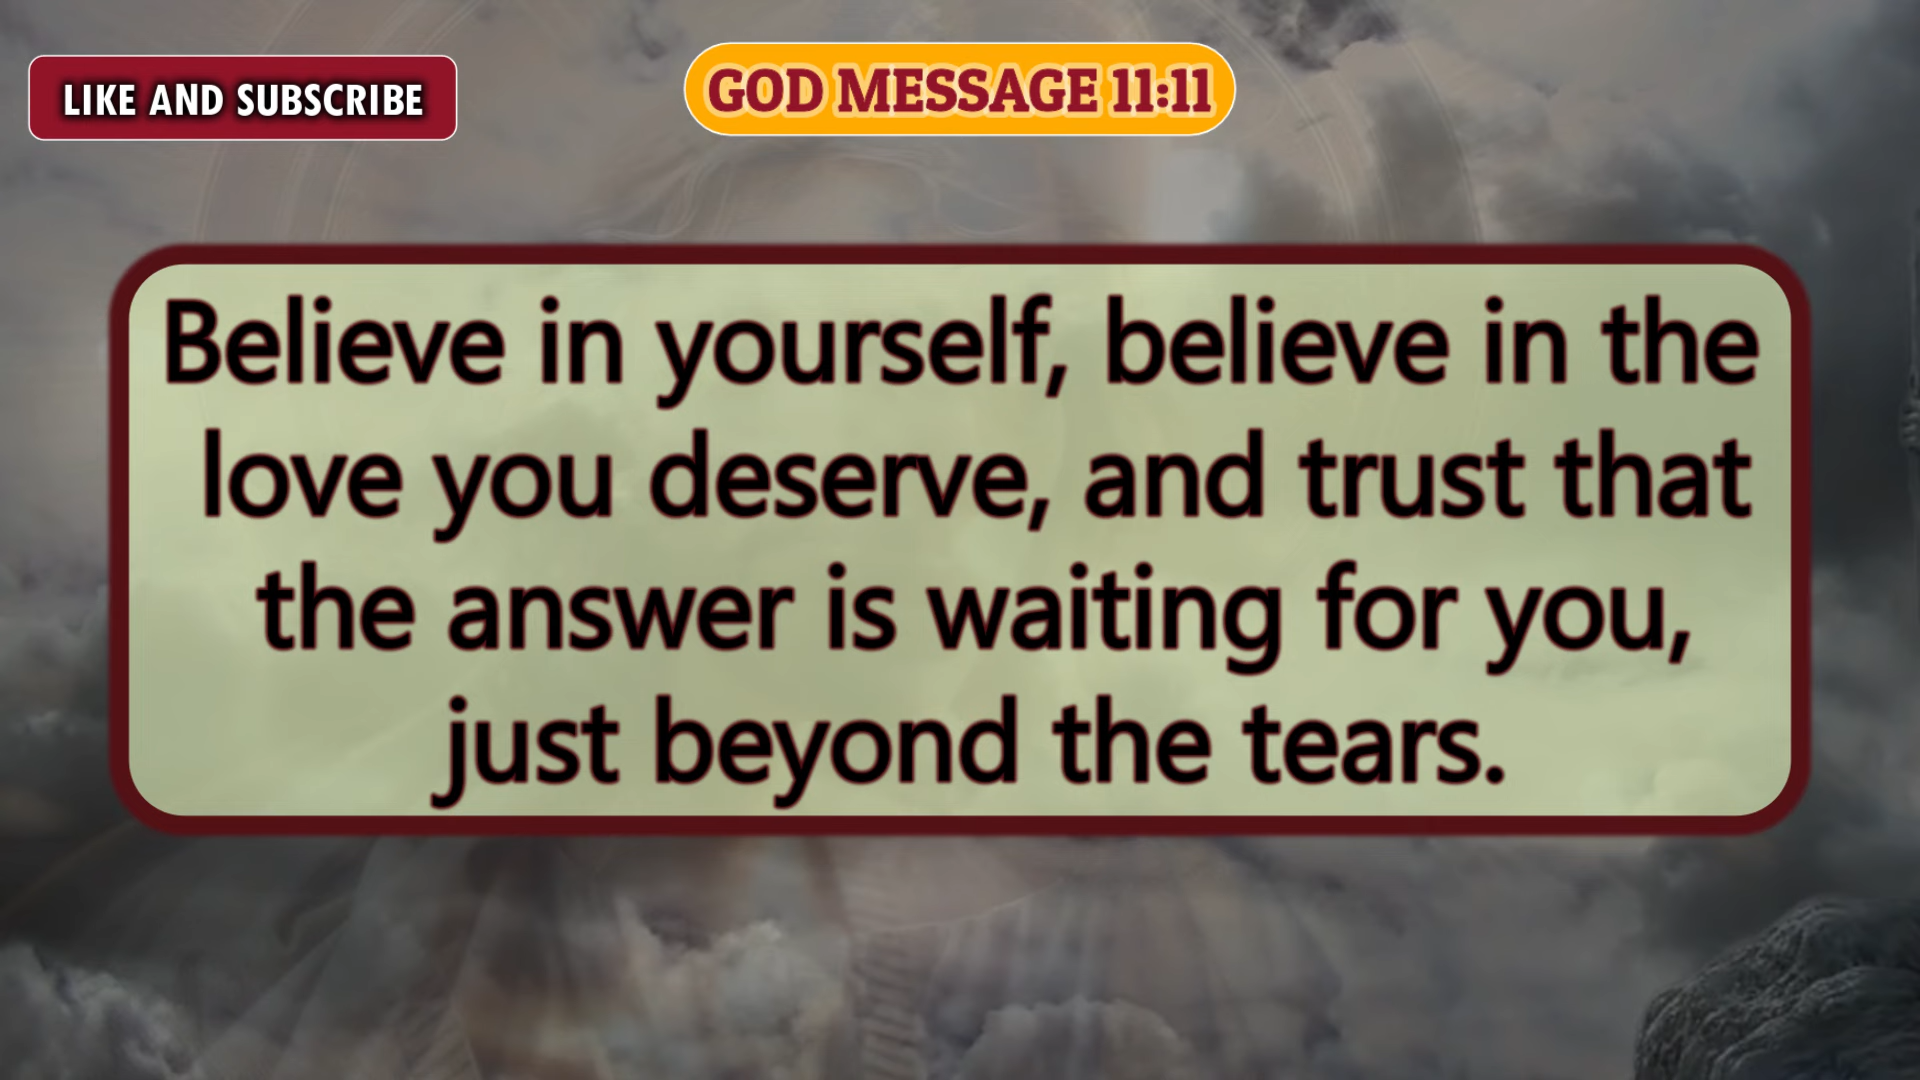 LIKE AND SUBSCRIBE
GOD MESSAGE 11:11
Believe in yourself, believe in the
love you deserve, and trust that
the answer is waiting for you,
just beyond the tears.